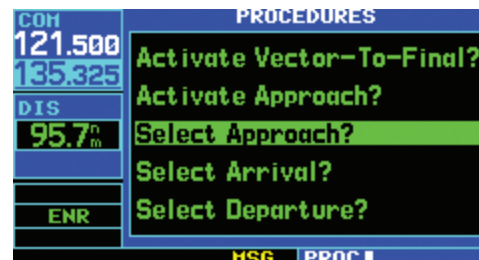 COM
121.500
135.325
DIS
95.7nm
ENR
PROCEDURES
Activate Vector-To-Final?
Activate Approach?
Select Approach?
Select Arrival?
Select Departure?
MSG PROC